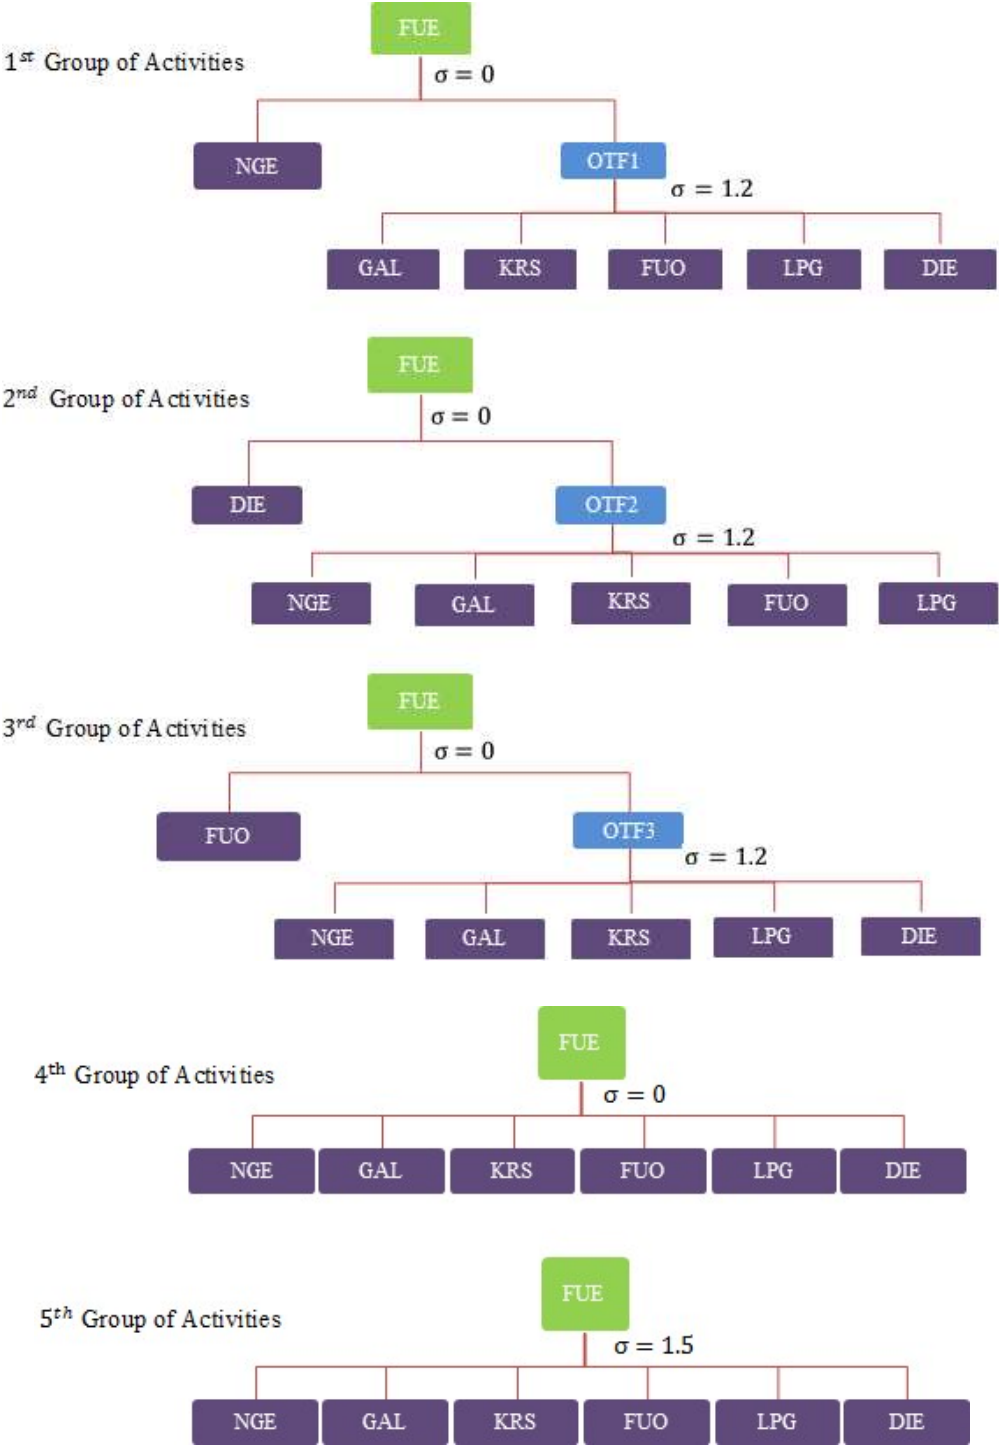 FUE
1st Group of Activities
σ = 0
NGE
OTF1
σ = 1.2
GAL KRS FUO LPG DIE
FUE
2nd Group of Activities
σ = 0
DIE
OTF2
σ = 1.2
NGE GAL KRS FUO LPG
FUE
3rd Group of Activities
σ = 0
FUO
OTF3
σ = 1.2
NGE GAL KRS LPG DIE
FUE
4th Group of Activities
σ = 0
NGE GAL KRS FUO LPG DIE
FUE
5th Group of Activities
σ = 1.5
NGE GAL KRS FUO LPG DIE